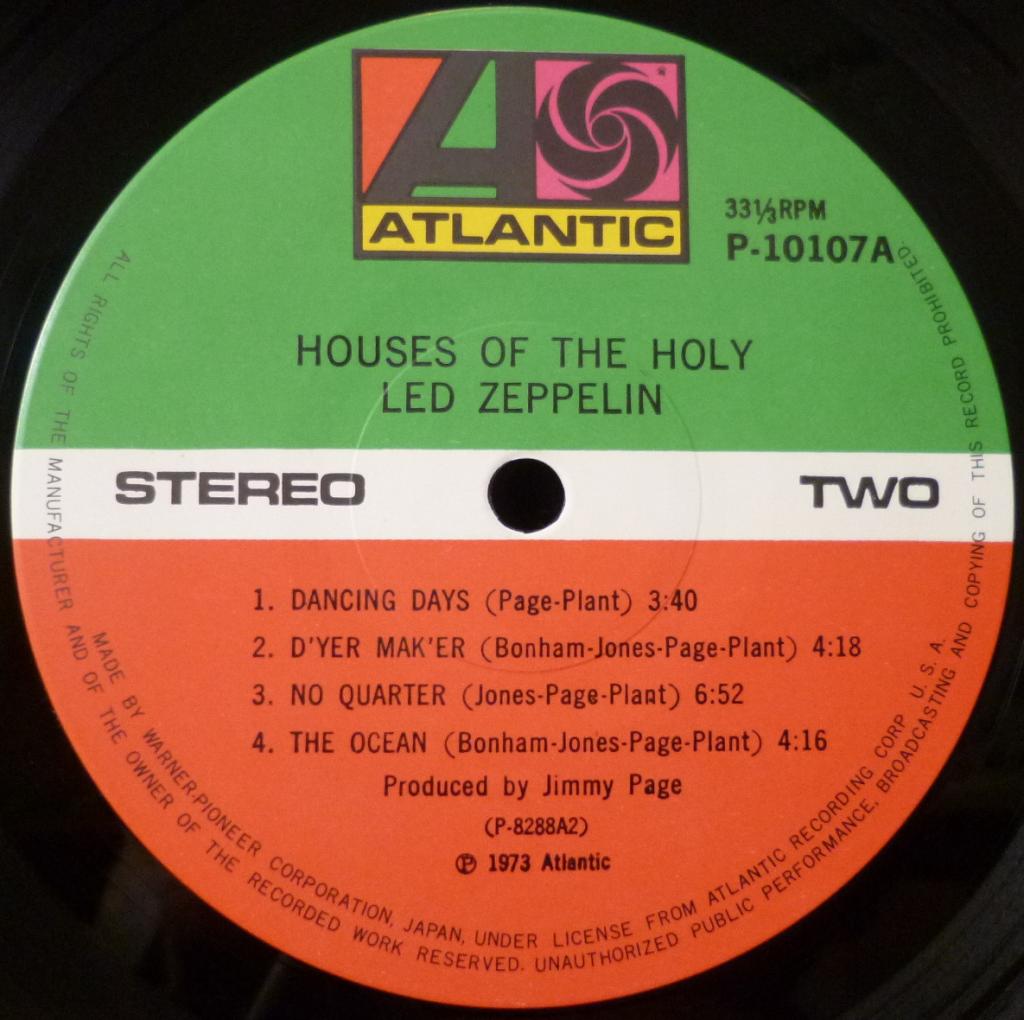 ATLANTIC
33⅓RPM
P-10107A
HOUSES OF THE HOLY
LED ZEPPELIN
STEREO
TWO
1. DANCING DAYS (Page-Plant) 3:40
2. D'YER MAK'ER (Bonham-Jones-Page-Plant) 4:18
3. NO QUARTER (Jones-Page-Plant) 6:52
4. THE OCEAN (Bonham-Jones-Page-Plant) 4:16
Produced by Jimmy Page
(P-8288A2)
℗ 1973 Atlantic
MADE BY WARNER-PIONEER CORPORATION, JAPAN, UNDER LICENSE FROM ATLANTIC RECORDING CORP. U. S. A.
ALL RIGHTS OF THE MANUFACTURER AND OF THE OWNER OF THE RECORDED WORK RESERVED. UNAUTHORIZED PUBLIC PERFORMANCE, BROADCASTING AND COPYING OF THIS RECORD PROHIBITED.